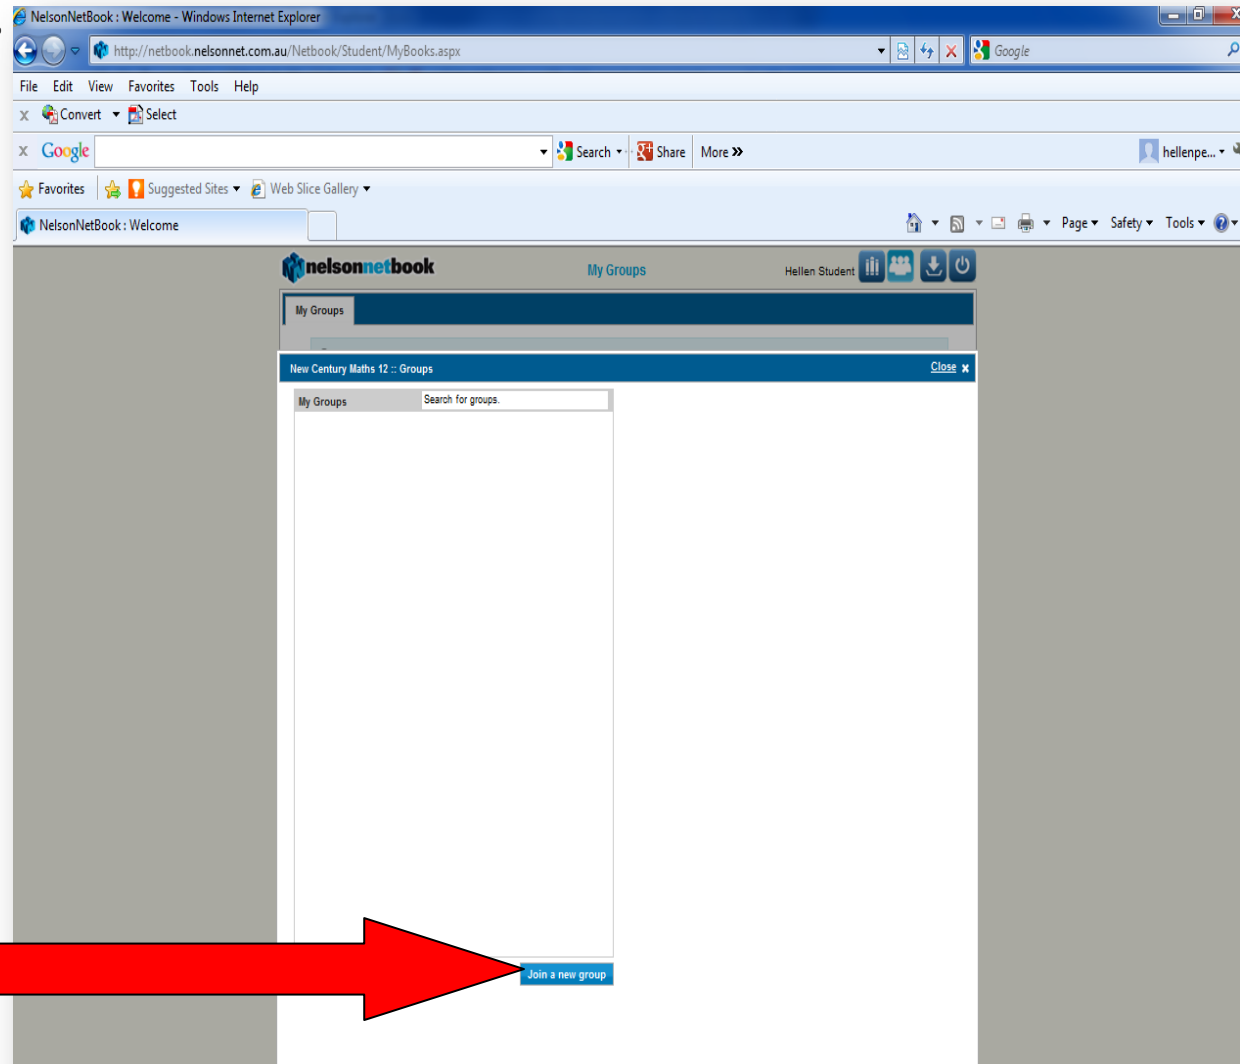 NelsonNetBook : Welcome - Windows Internet Explorer
http://netbook.nelsonnet.com.au/Netbook/Student/MyBooks.aspx
Google
File Edit View Favorites Tools Help
x Convert Select
x Google Search Share More » hellenpe...
Favorites Suggested Sites Web Slice Gallery
NelsonNetBook : Welcome Page Safety Tools
nelsonnetbook My Groups Hellen Student
My Groups
New Century Maths 12 :: Groups Close x
My Groups Search for groups.
Join a new group